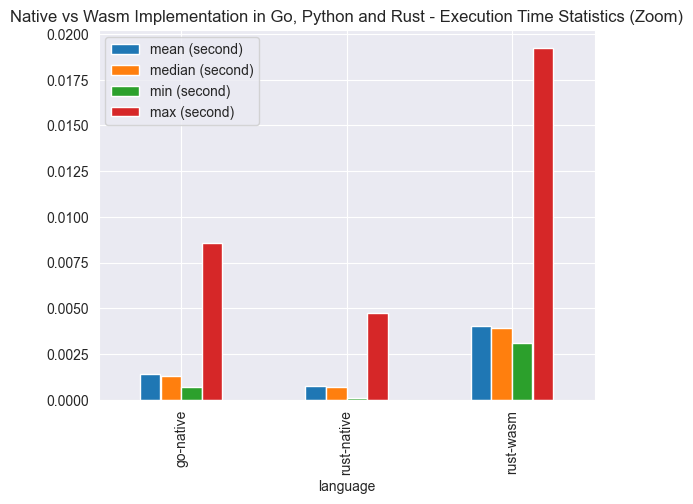 Native vs Wasm Implementation in Go, Python and Rust - Execution Time Statistics (Zoom)
mean (second)
median (second)
min (second)
max (second)
0.0200
0.0175
0.0150
0.0125
0.0100
0.0075
0.0050
0.0025
0.0000
go-native
rust-native
rust-wasm
language